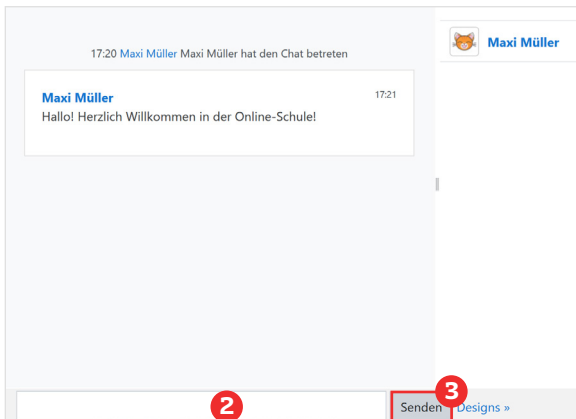 17:20 Maxi Müller Maxi Müller hat den Chat betreten
Maxi Müller 17:21
Hallo! Herzlich Willkommen in der Online-Schule!
Maxi Müller
2
Senden
3
Designs »